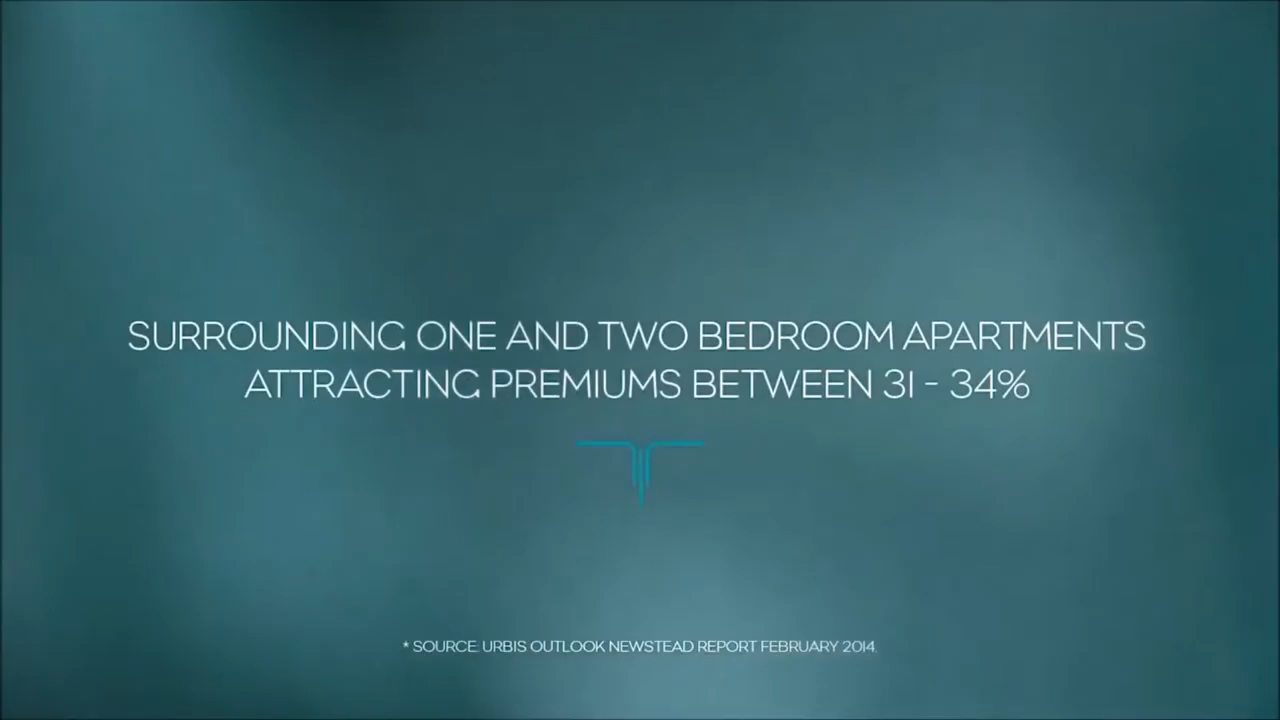 SURROUNDING ONE AND TWO BEDROOM APARTMENTS
ATTRACTING PREMIUMS BETWEEN 31 - 34%
* SOURCE: URBIS OUTLOOK NEWSTEAD REPORT FEBRUARY 2014.